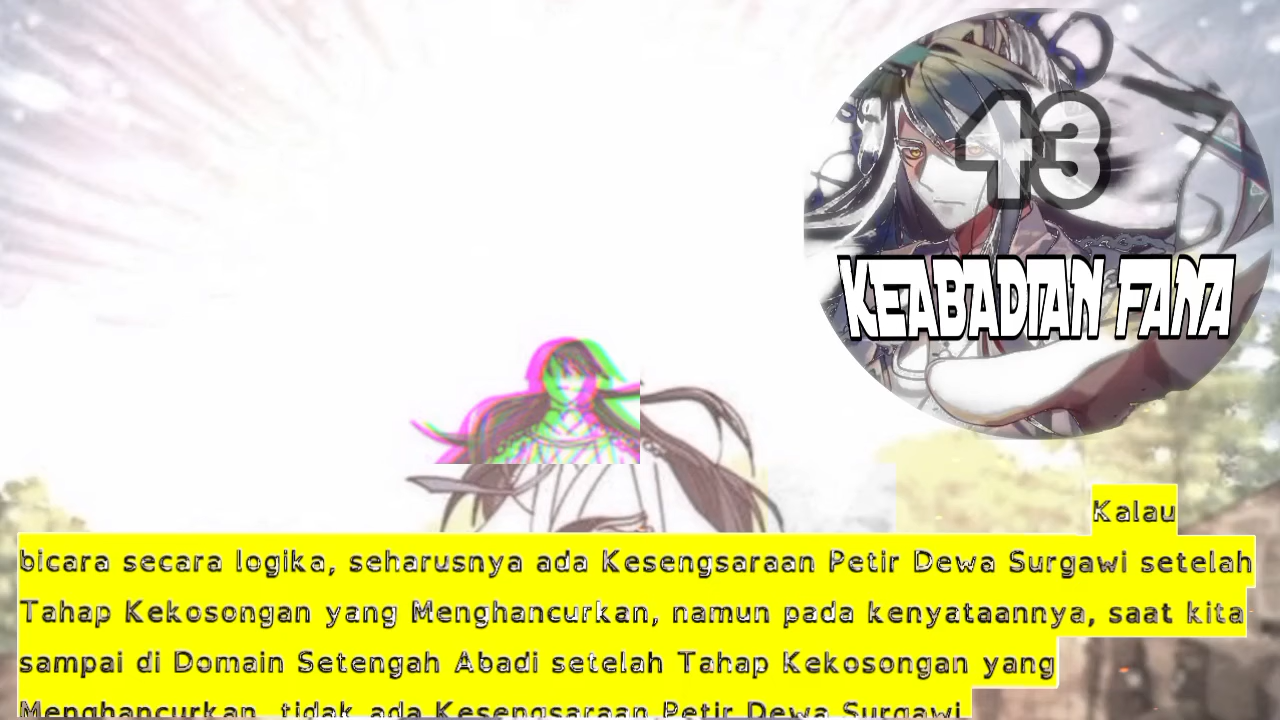 43
KEABADIAN FANA
Kalau
bicara secara logika, seharusnya ada Kesengsaraan Petir Dewa Surgawi setelah
Tahap Kekosongan yang Menghancurkan, namun pada kenyataannya, saat kita
sampai di Domain Setengah Abadi setelah Tahap Kekosongan yang
Menghancurkan, tidak ada Kesengsaraan Petir Dewa Surgawi.